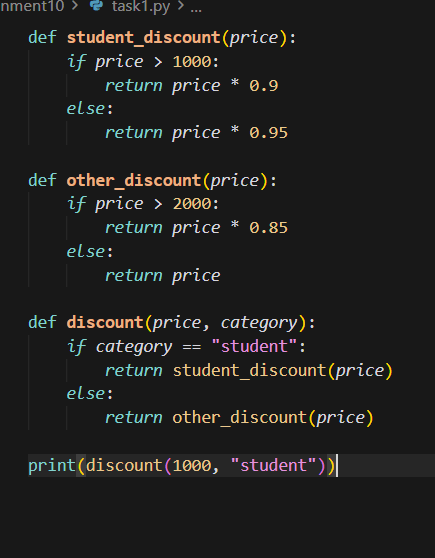 nment10 > task1.py > ...
def student_discount(price):
    if price > 1000:
        return price * 0.9
    else:
        return price * 0.95

def other_discount(price):
    if price > 2000:
        return price * 0.85
    else:
        return price

def discount(price, category):
    if category == "student":
        return student_discount(price)
    else:
        return other_discount(price)

print(discount(1000, "student"))